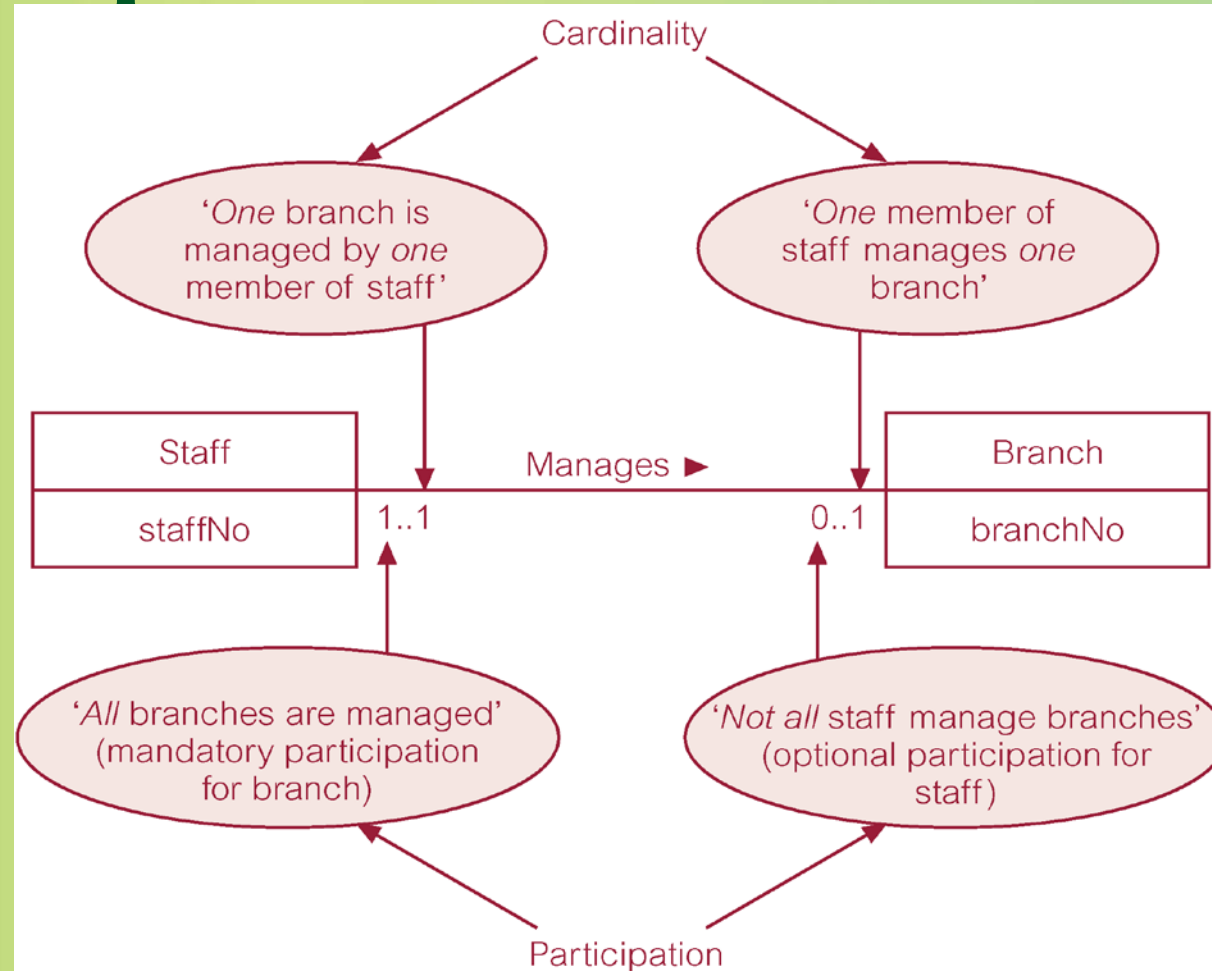 Cardinality
‘One branch is
managed by one
member of staff’
‘One member of
staff manages one
branch’
Staff
staffNo
Manages ►
1..1
0..1
Branch
branchNo
‘All branches are managed’
(mandatory participation
for branch)
‘Not all staff manage branches’
(optional participation for
staff)
Participation